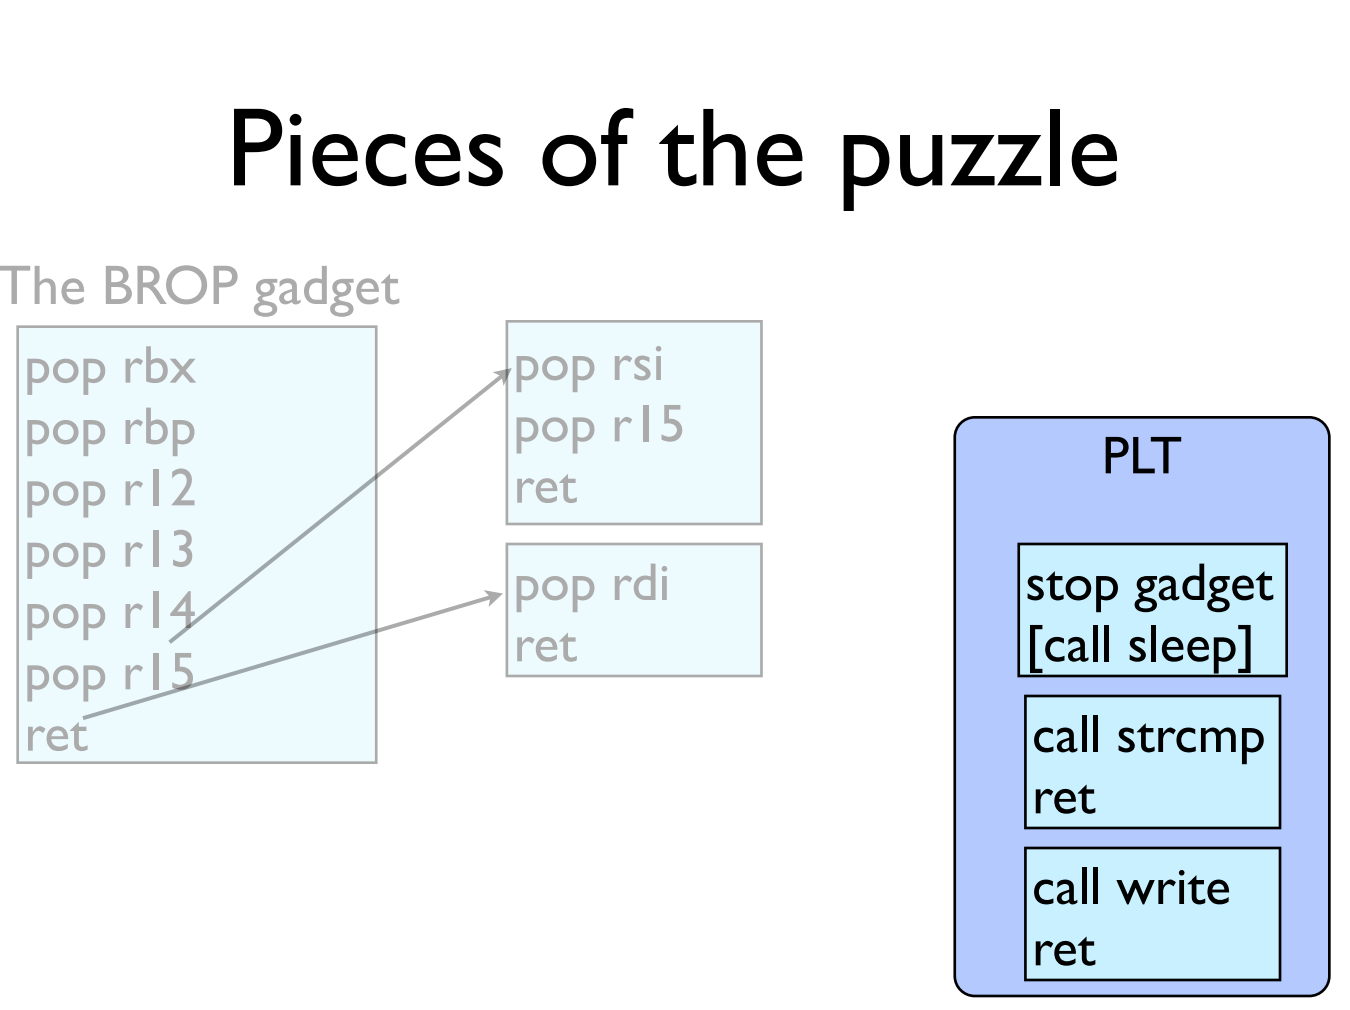 Pieces of the puzzle
The BROP gadget
pop rbx
pop rbp
pop r12
pop r13
pop r14
pop r15
ret
pop rsi
pop r15
ret
pop rdi
ret
PLT
stop gadget
[call sleep]
call strcmp
ret
call write
ret